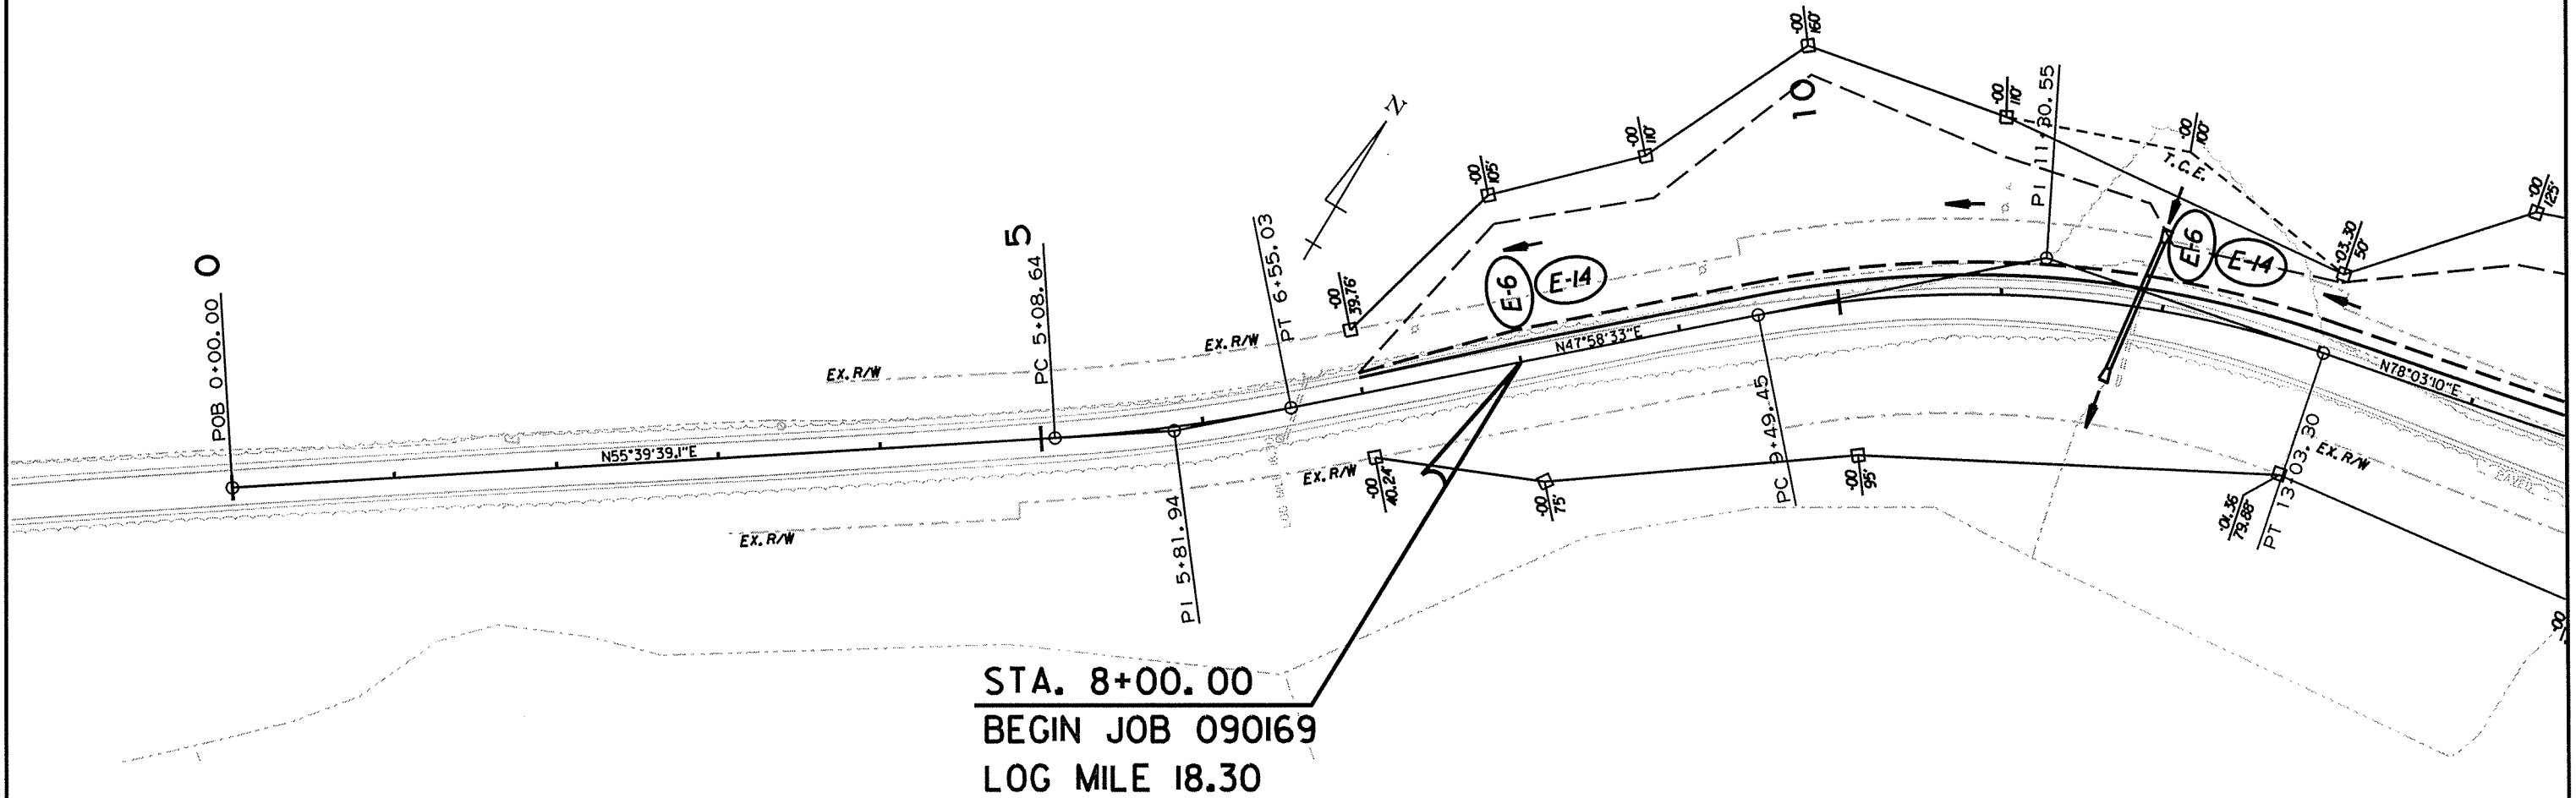 0
POB 0+00.00
N55°39'39.1"E
5
PC 5+08.64
PI 5+81.94
PT 6+55.03
EX. R/W
EX. R/W
EX. R/W
EX. R/W
N
+00
39.76'
+00
105'
+00
110'
+00
160'
10
+00
110'
PI 11+30.55
+00
100'
T.C.E.
+03.30
50'
+00
125'
E-6
E-14
E-6
E-14
N47°58'33"E
PC 9+49.45
+00
40.24'
+00
75'
+00
95'
+01.36
79.88'
PT 13+03.30
EX. R/W
N78°03'10"E
+00
STA. 8+00.00
BEGIN JOB 090169
LOG MILE 18.30